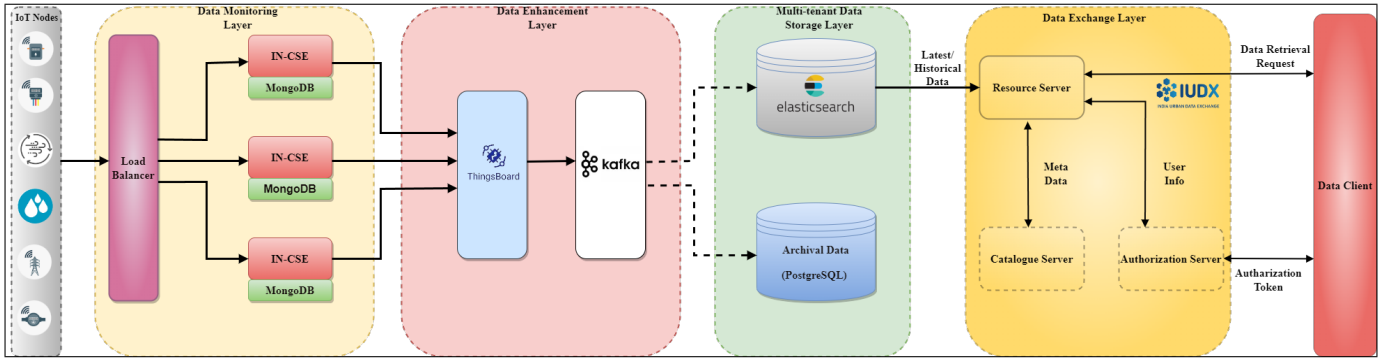 IoT Nodes
Data Monitoring
Layer
Load
Balancer
IN-CSE
MongoDB
IN-CSE
MongoDB
IN-CSE
MongoDB
Data Enhancement
Layer
ThingsBoard
kafka
Multi-tenant Data
Storage Layer
elasticsearch
Archival Data
(PostgreSQL)
Latest/
Historical
Data
Data Exchange Layer
Resource Server
IUDX
INDIA URBAN DATA EXCHANGE
Meta
Data
User
Info
Catalogue Server
Authorization Server
Data Retrieval
Request
Autharization
Token
Data Client